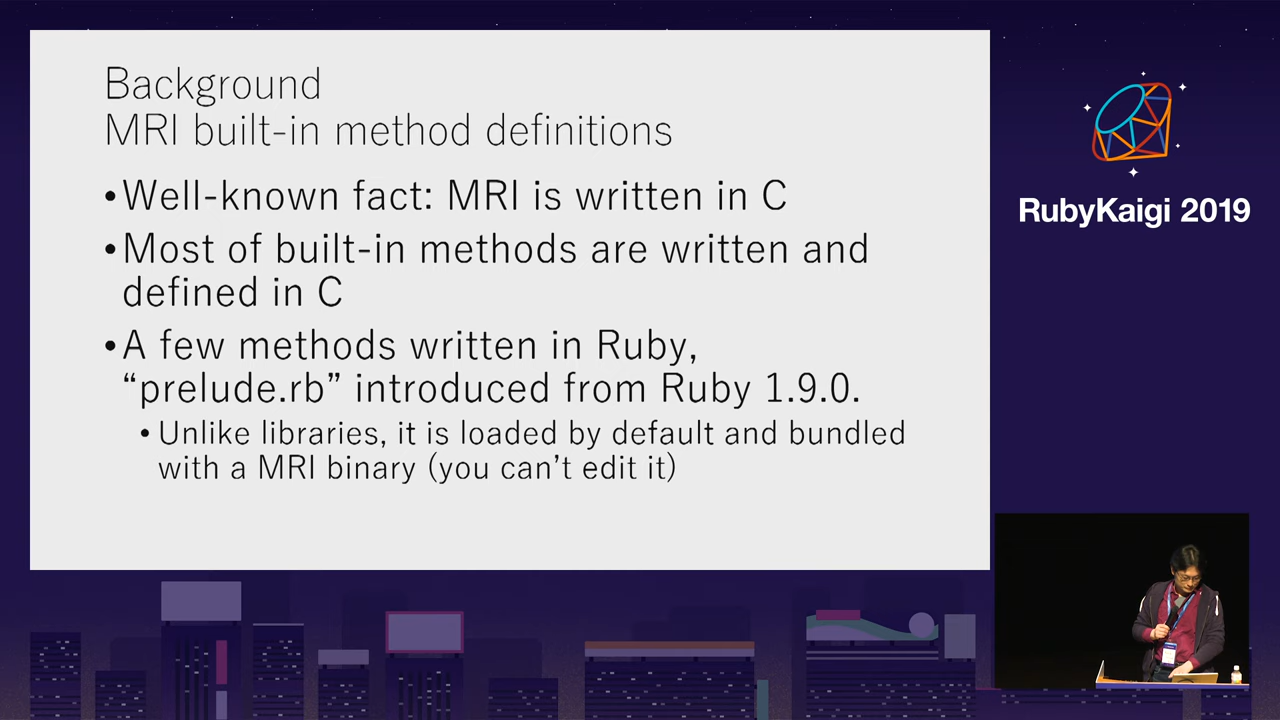 Background
MRI built-in method definitions
•Well-known fact: MRI is written in C
•Most of built-in methods are written and
defined in C
•A few methods written in Ruby,
“prelude.rb” introduced from Ruby 1.9.0.
•Unlike libraries, it is loaded by default and bundled
with a MRI binary (you can’t edit it)
RubyKaigi 2019